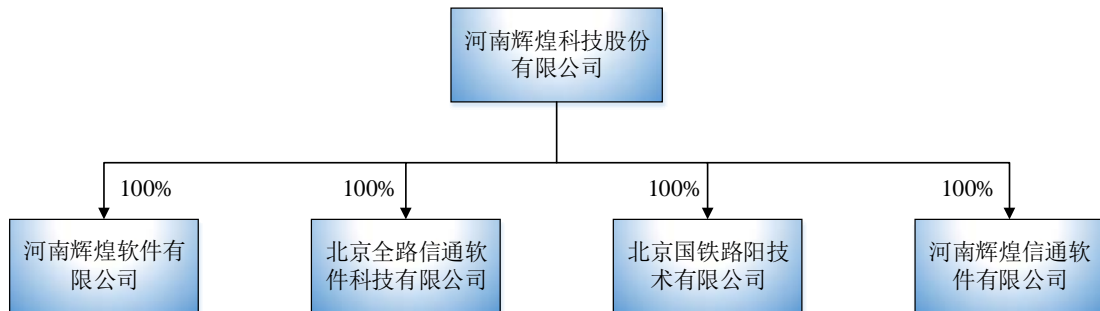 河南辉煌科技股份
有限公司
100%
100%
100%
100%
河南辉煌软件有
限公司
北京全路信通软
件科技有限公司
北京国铁路阳技
术有限公司
河南辉煌信通软
件有限公司